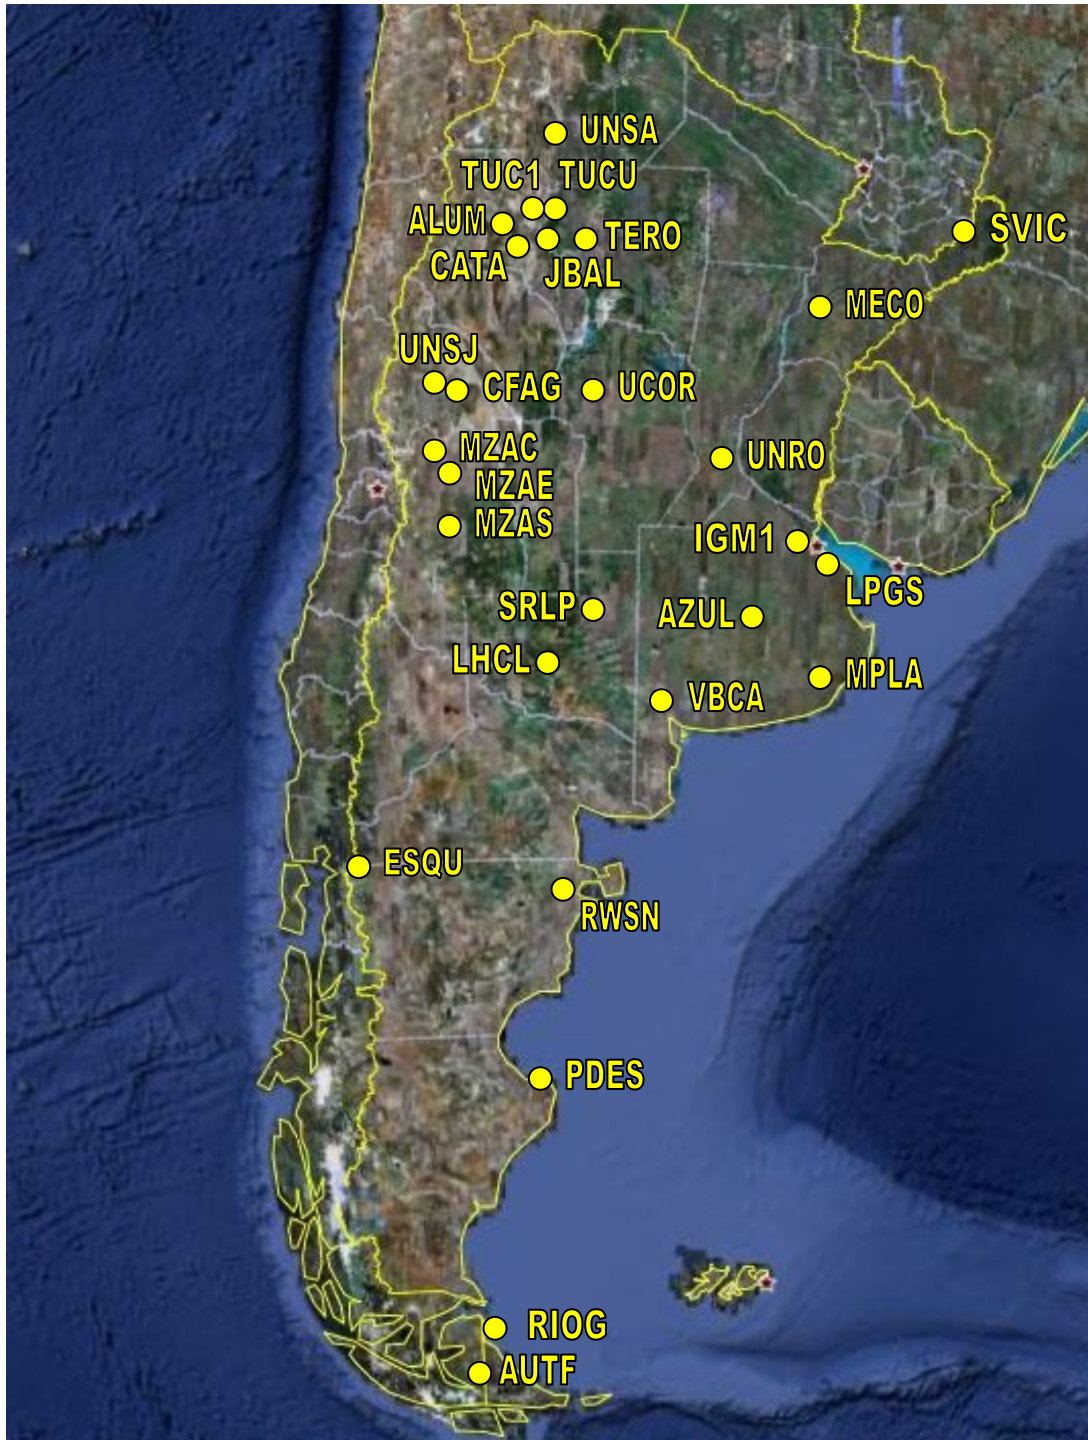 UNSA
TUC1 TUCU
ALUM
SVIC
TERO
CATA
JBAL
MECO
UNSJ
CFAG
UCOR
MZAC
UNRO
MZAE
MZAS
IGM1
LPGS
SRLP
AZUL
LHCL
MPLA
VBCA
ESQU
RWSN
PDES
RIOG
AUTF